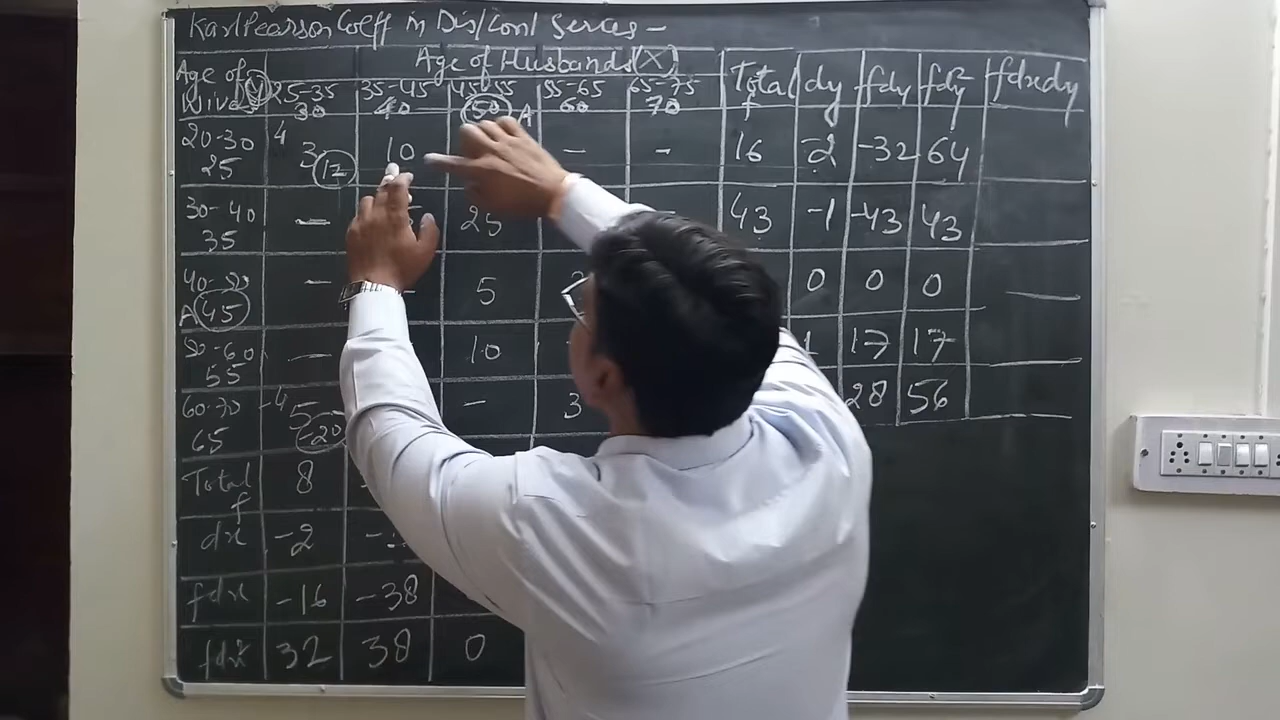 Karl Pearson Coeff in Dis/Cont Series -
Age of Husbands (X)
Age of Wives (Y) 25-35 35-45 45-55 55-65 65-75 Total f dy fdy fdy² fdxdy
30 40 50 A 60 70
20-30 4 3 10 - - 16 -2 -32 64
25 12
30-40 - 25 43 -1 -43 43
35
40-50 - 5 0 0 0
A 45
50-60 - 10 17 17
55
60-70 -4 5 - 3 28 56
65 -20
Total f 8
dx -2
fdx -16 -38
fdx² 32 38 0